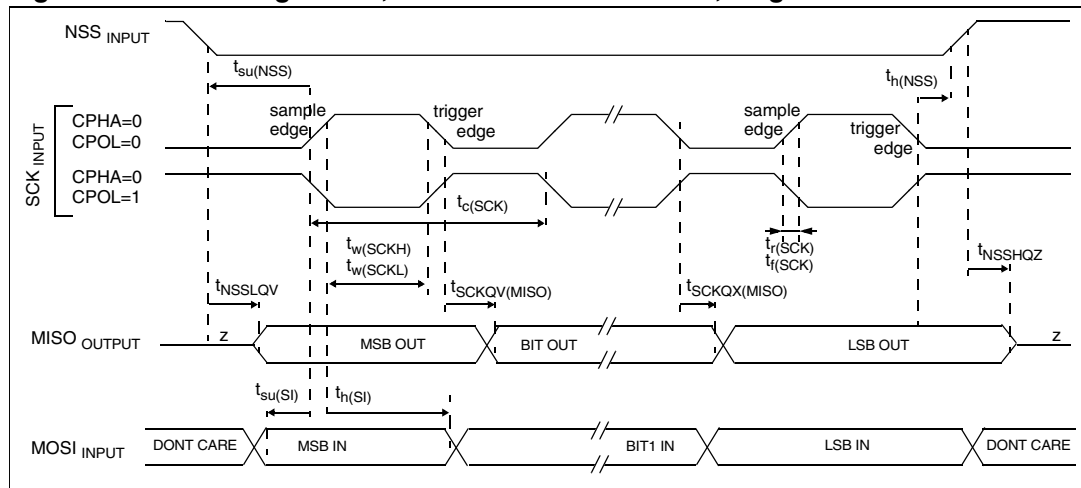 NSS INPUT
tsu(NSS)
th(NSS)
SCK INPUT
CPHA=0
CPOL=0
CPHA=0
CPOL=1
sample edge
trigger edge
sample edge
trigger edge
tc(SCK)
tw(SCKH)
tw(SCKL)
tr(SCK)
tf(SCK)
tNSSLQV
tSCKQV(MISO)
tSCKQX(MISO)
tNSSHQZ
MISO OUTPUT
z
MSB OUT
BIT OUT
LSB OUT
z
tsu(SI)
th(SI)
MOSI INPUT
DONT CARE
MSB IN
BIT1 IN
LSB IN
DONT CARE